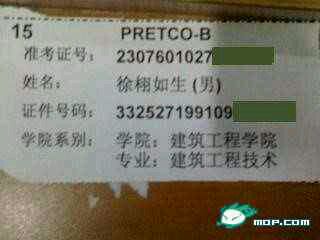 15 PRETCO-B
准考证号: 2307601027
姓名: 徐栩如生(男)
证件号码: 332527199109
学院系别: 学院: 建筑工程学院
专业: 建筑工程技术
mop.com